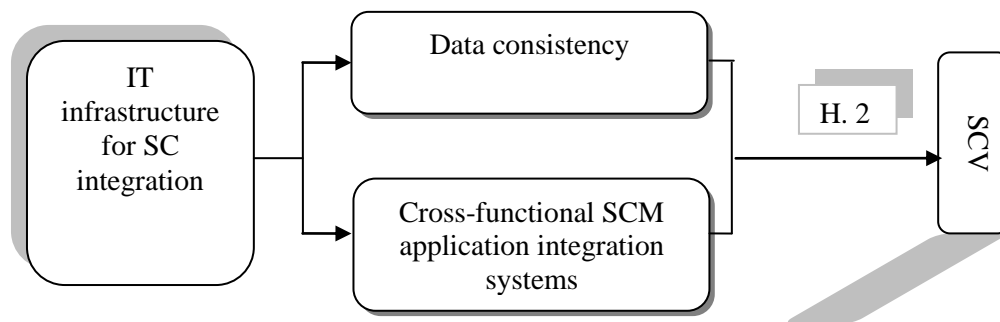 IT
infrastructure
for SC
integration
Data consistency
Cross-functional SCM
application integration
systems
H. 2
SCV